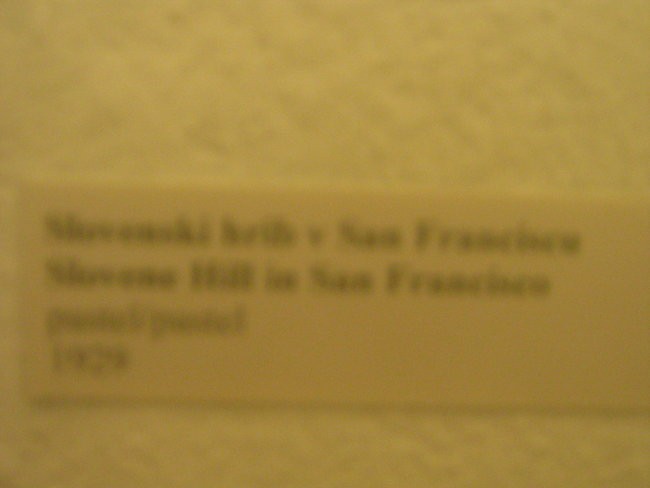 Slovenski hrib v San Franciscu
Slovene Hill in San Francisco
pastel/pastel
1929